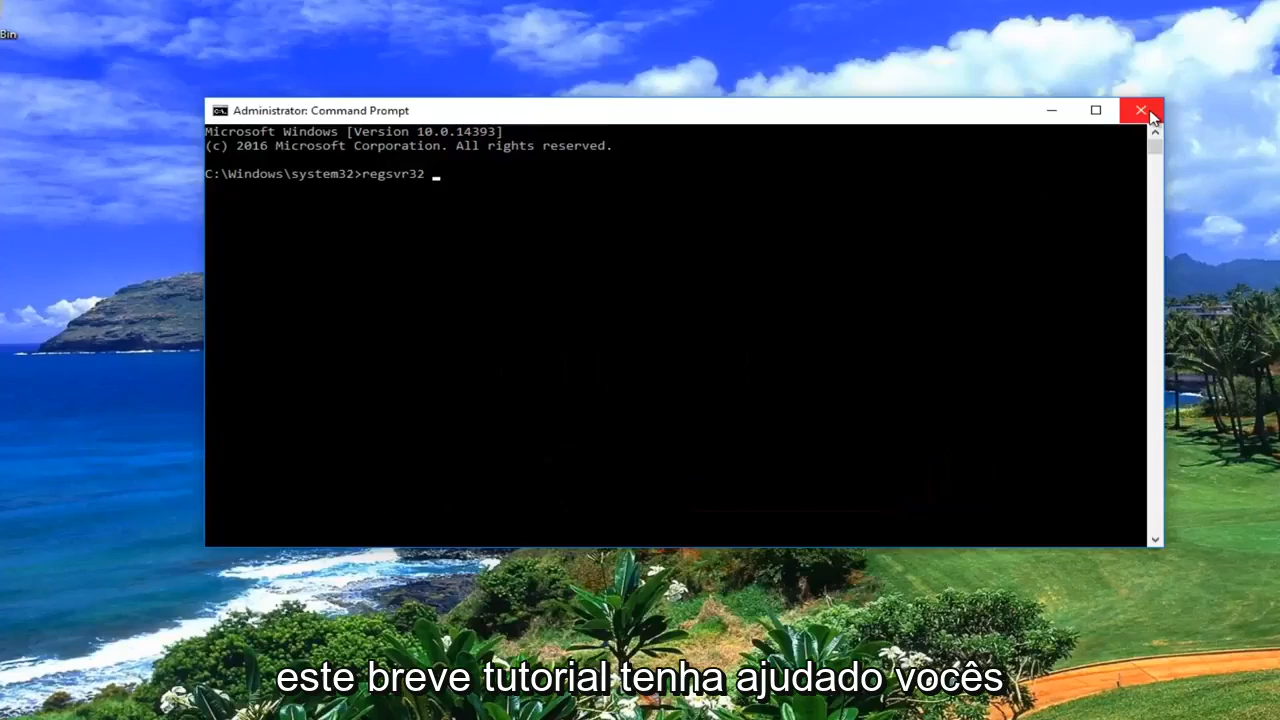 Bin
Administrator: Command Prompt
Microsoft Windows [Version 10.0.14393]
(c) 2016 Microsoft Corporation. All rights reserved.
C:\Windows\system32>regsvr32
este breve tutorial tenha ajudado vocês